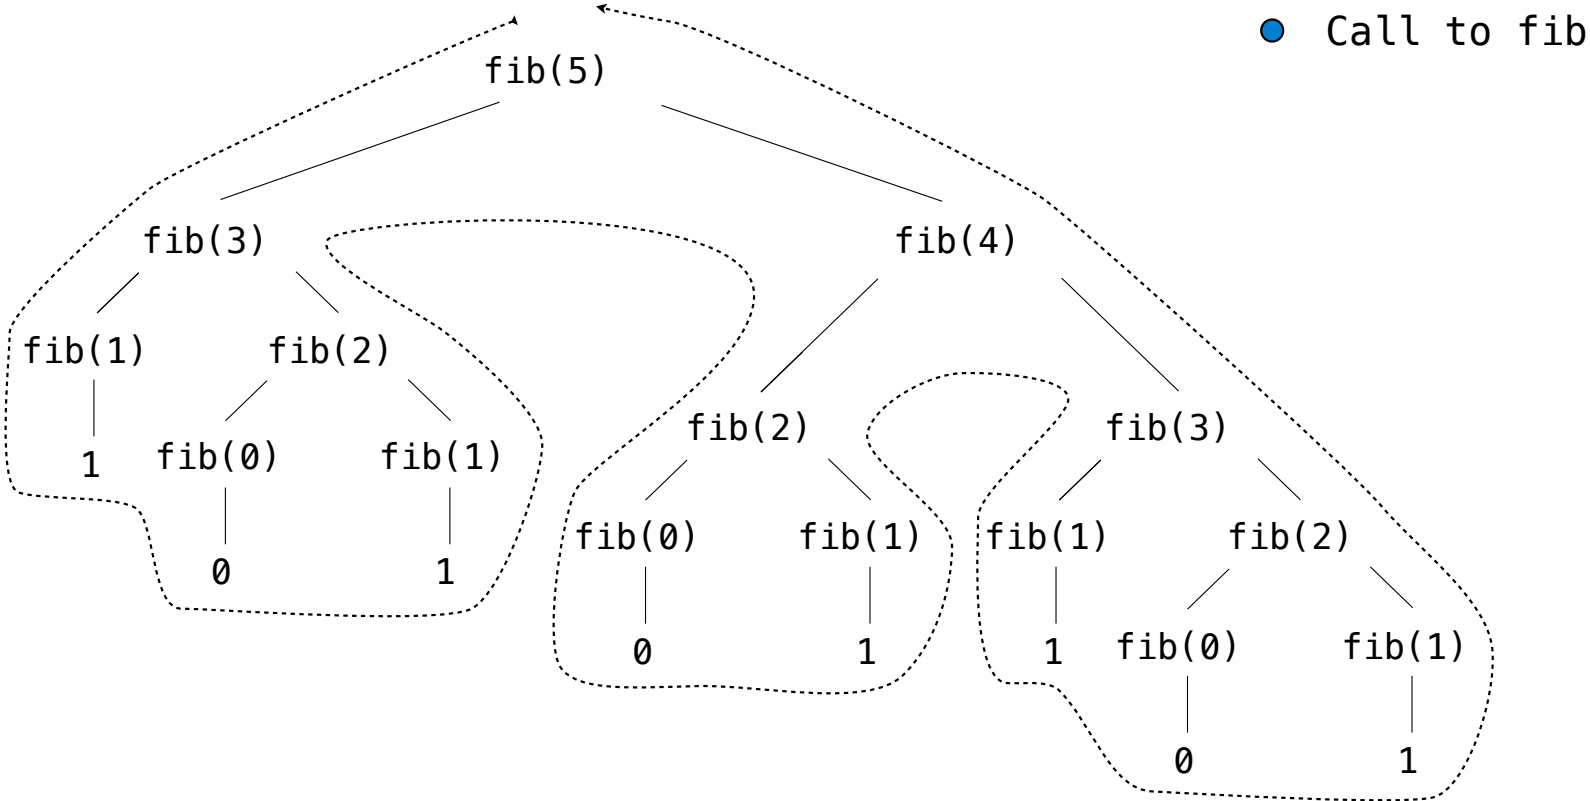 Call to fib
fib(5)
fib(3)
fib(4)
fib(1)
fib(2)
fib(2)
fib(3)
1
fib(0)
fib(1)
fib(0)
fib(1)
fib(1)
fib(2)
0
1
0
1
1
fib(0)
fib(1)
0
1